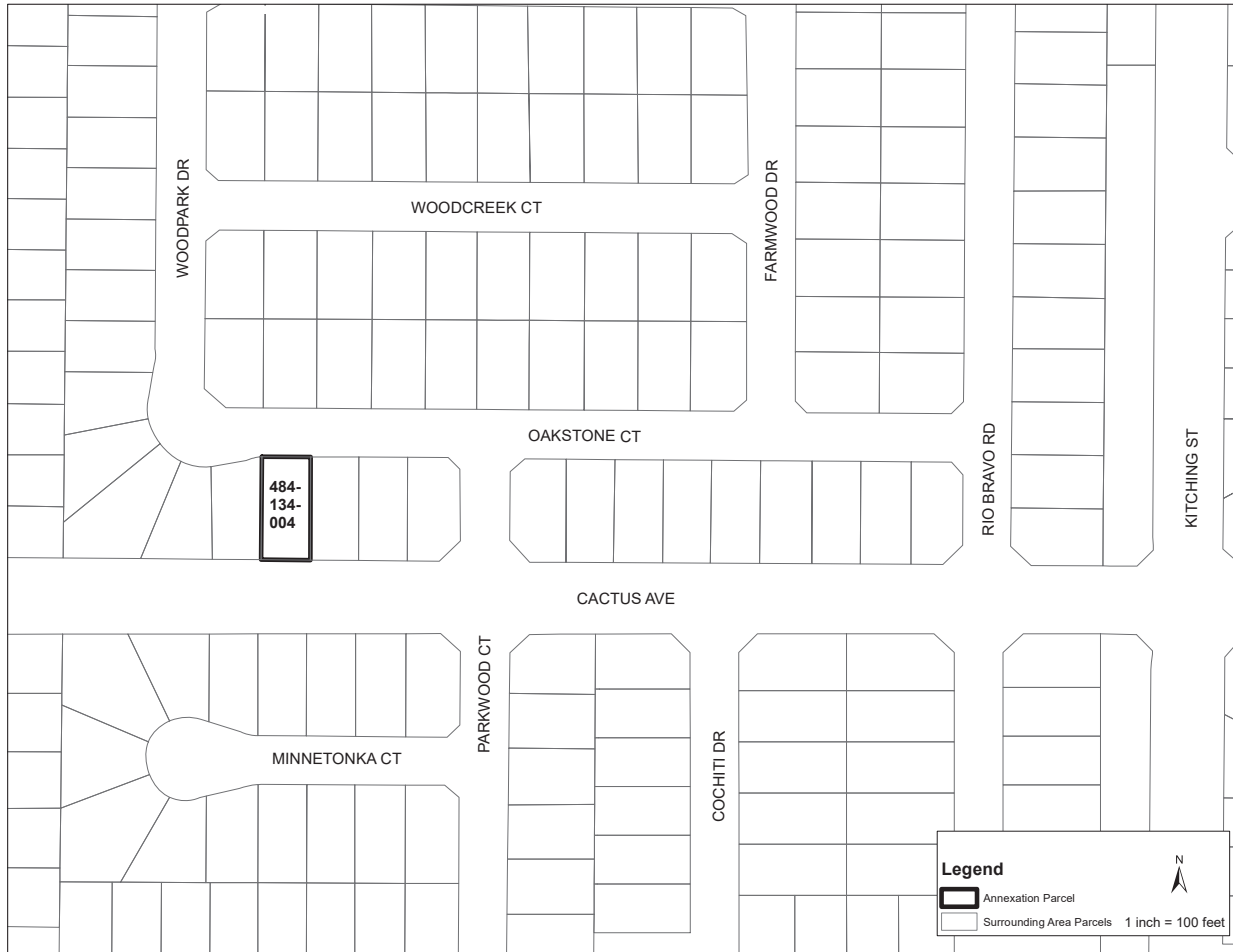 WOODPARK DR
WOODCREEK CT
FARMWOOD DR
OAKSTONE CT
RIO BRAVO RD
KITCHING ST
484-
134-
004
CACTUS AVE
PARKWOOD CT
MINNETONKA CT
COCHITI DR
Legend
N
Annexation Parcel
Surrounding Area Parcels 1 inch = 100 feet